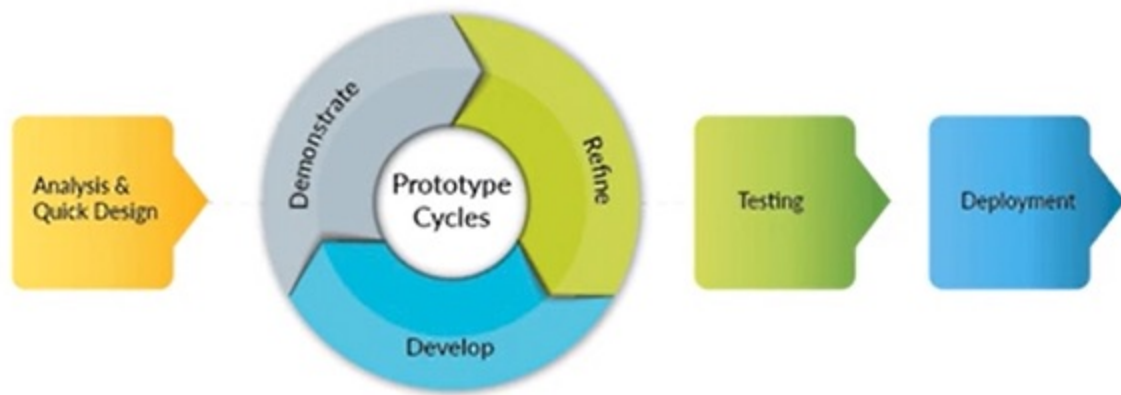 Analysis &
Quick Design
Demonstrate
Refine
Develop
Prototype
Cycles
Testing
Deployment